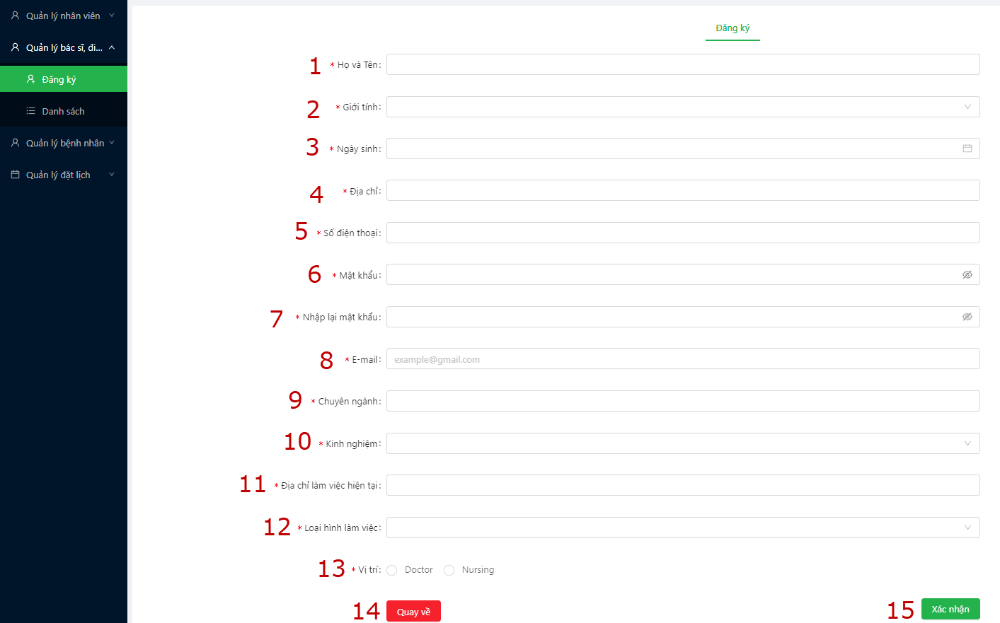 Quản lý nhân viên
Quản lý bác sĩ, đi...
Đăng ký
Danh sách
Quản lý bệnh nhân
Quản lý đặt lịch
Đăng ký
1 * Họ và Tên:
2 * Giới tính:
3 * Ngày sinh:
4 * Địa chỉ:
5 * Số điện thoại:
6 * Mật khẩu:
7 * Nhập lại mật khẩu:
8 * E-mail: example@gmail.com
9 * Chuyên ngành:
10 * Kinh nghiệm:
11 * Địa chỉ làm việc hiện tại:
12 * Loại hình làm việc:
13 * Vị trí: Doctor Nursing
14 Quay về 15 Xác nhận